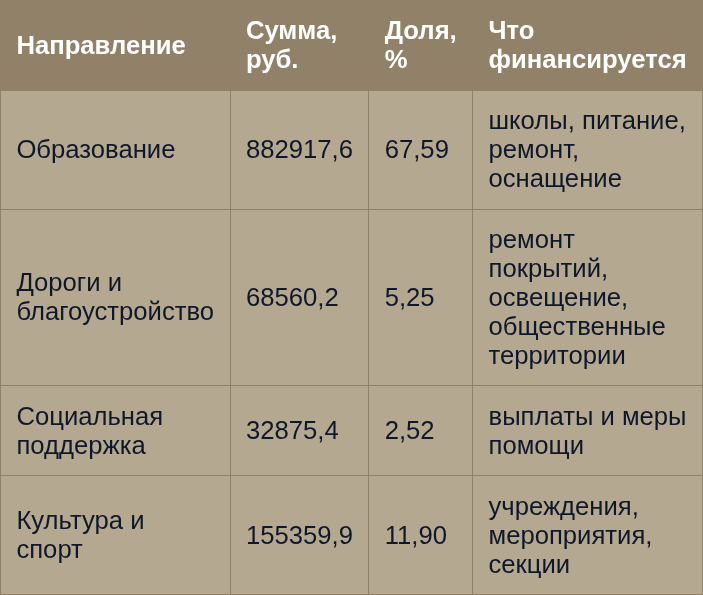 Направление
Сумма,
руб.
Доля,
%
Что
финансируется
Образование
882917,6
67,59
школы, питание,
ремонт,
оснащение
Дороги и
благоустройство
68560,2
5,25
ремонт
покрытий,
освещение,
общественные
территории
Социальная
поддержка
32875,4
2,52
выплаты и меры
помощи
Культура и
спорт
155359,9
11,90
учреждения,
мероприятия,
секции